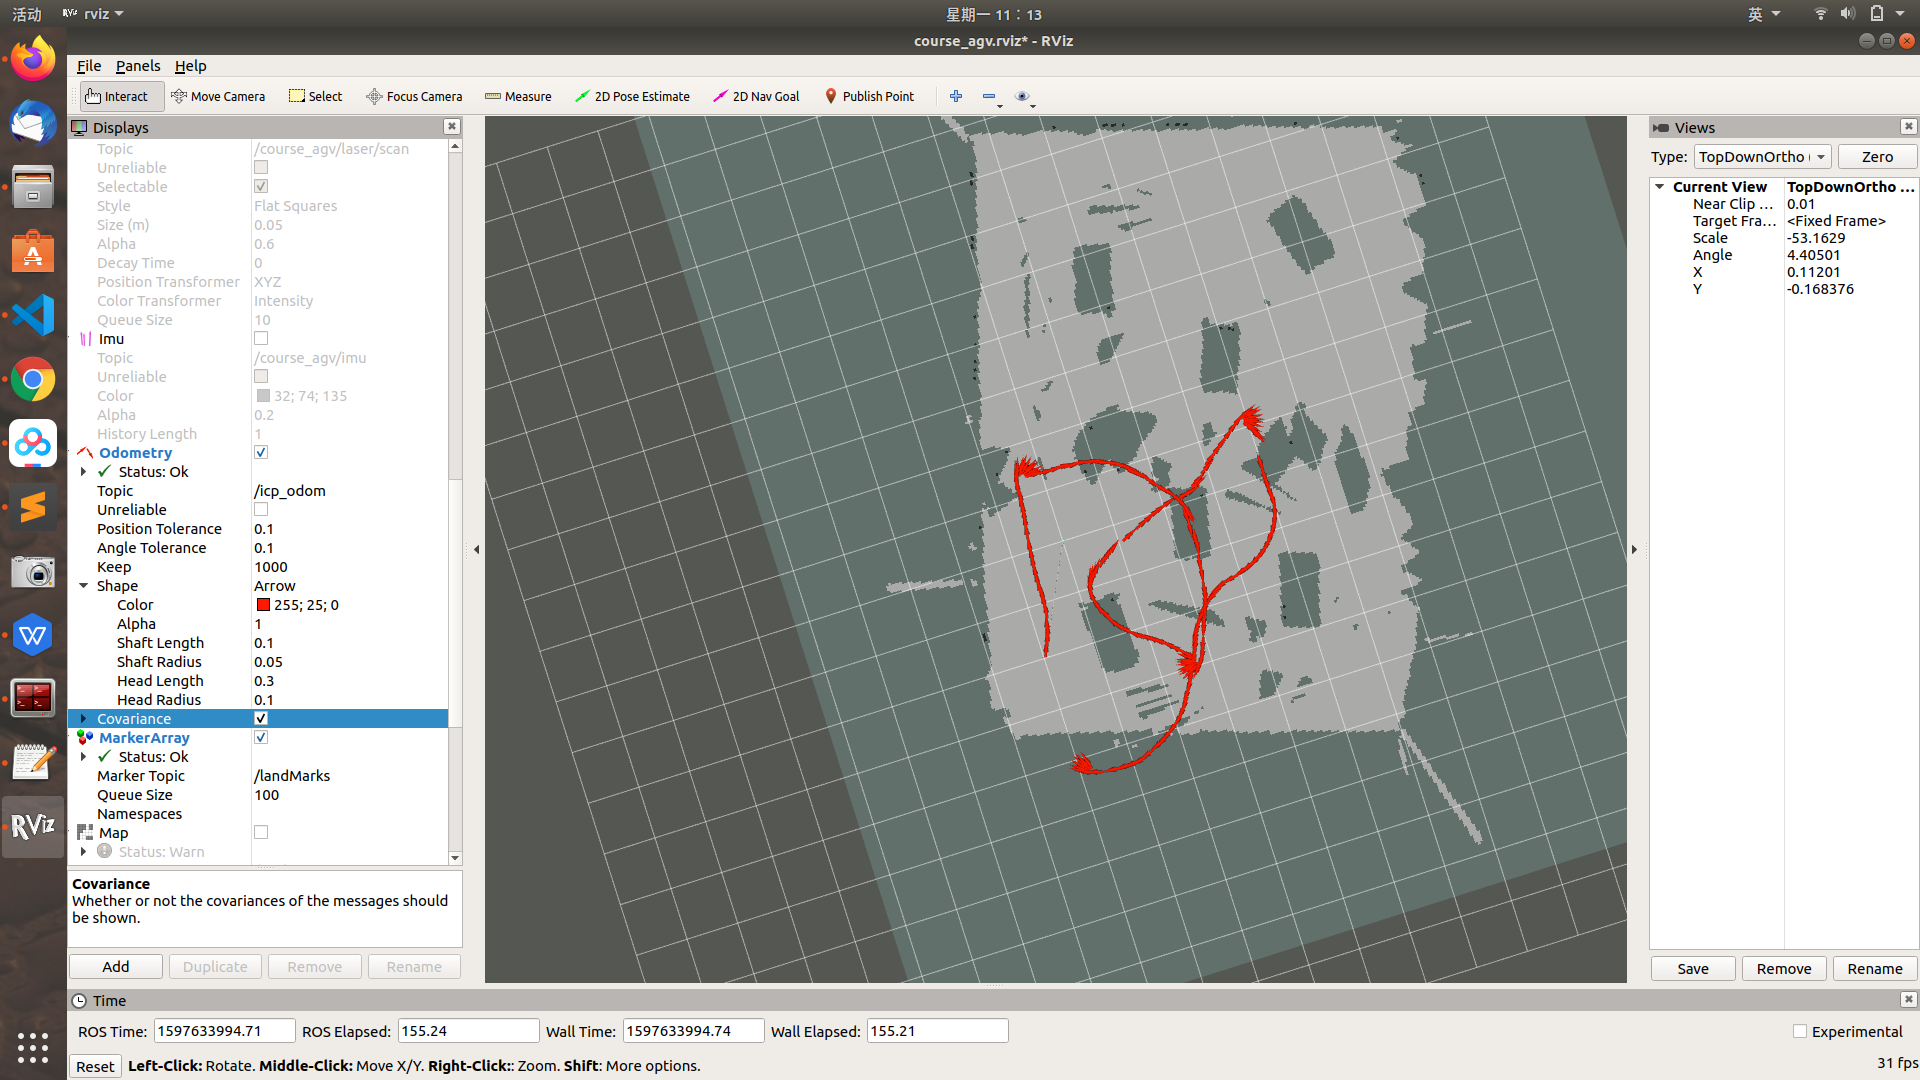 活动
RViz rviz
星期一 11：13
英
course_agv.rviz* - RViz
File Panels Help
Interact Move Camera Select Focus Camera Measure 2D Pose Estimate 2D Nav Goal Publish Point
Displays
Topic /course_agv/laser/scan
Unreliable
Selectable
Style Flat Squares
Size (m) 0.05
Alpha 0.6
Decay Time 0
Position Transformer XYZ
Color Transformer Intensity
Queue Size 10
Imu
Topic /course_agv/imu
Unreliable
Color 32; 74; 135
Alpha 0.2
History Length 1
Odometry
Status: Ok
Topic /icp_odom
Unreliable
Position Tolerance 0.1
Angle Tolerance 0.1
Keep 1000
Shape Arrow
Color 255; 25; 0
Alpha 1
Shaft Length 0.1
Shaft Radius 0.05
Head Length 0.3
Head Radius 0.1
Covariance
MarkerArray
Status: Ok
Marker Topic /landMarks
Queue Size 100
Namespaces
Map
Status: Warn
Covariance
Whether or not the covariances of the messages should
be shown.
Add Duplicate Remove Rename
Views
Type: TopDownOrtho ( Zero
Current View TopDownOrtho ...
Near Clip ... 0.01
Target Fra... <Fixed Frame>
Scale -53.1629
Angle 4.40501
X 0.11201
Y -0.168376
Save Remove Rename
Time
ROS Time: 1597633994.71 ROS Elapsed: 155.24 Wall Time: 1597633994.74 Wall Elapsed: 155.21 Experimental
Reset Left-Click: Rotate. Middle-Click: Move X/Y. Right-Click:: Zoom. Shift: More options. 31 fps
RViz